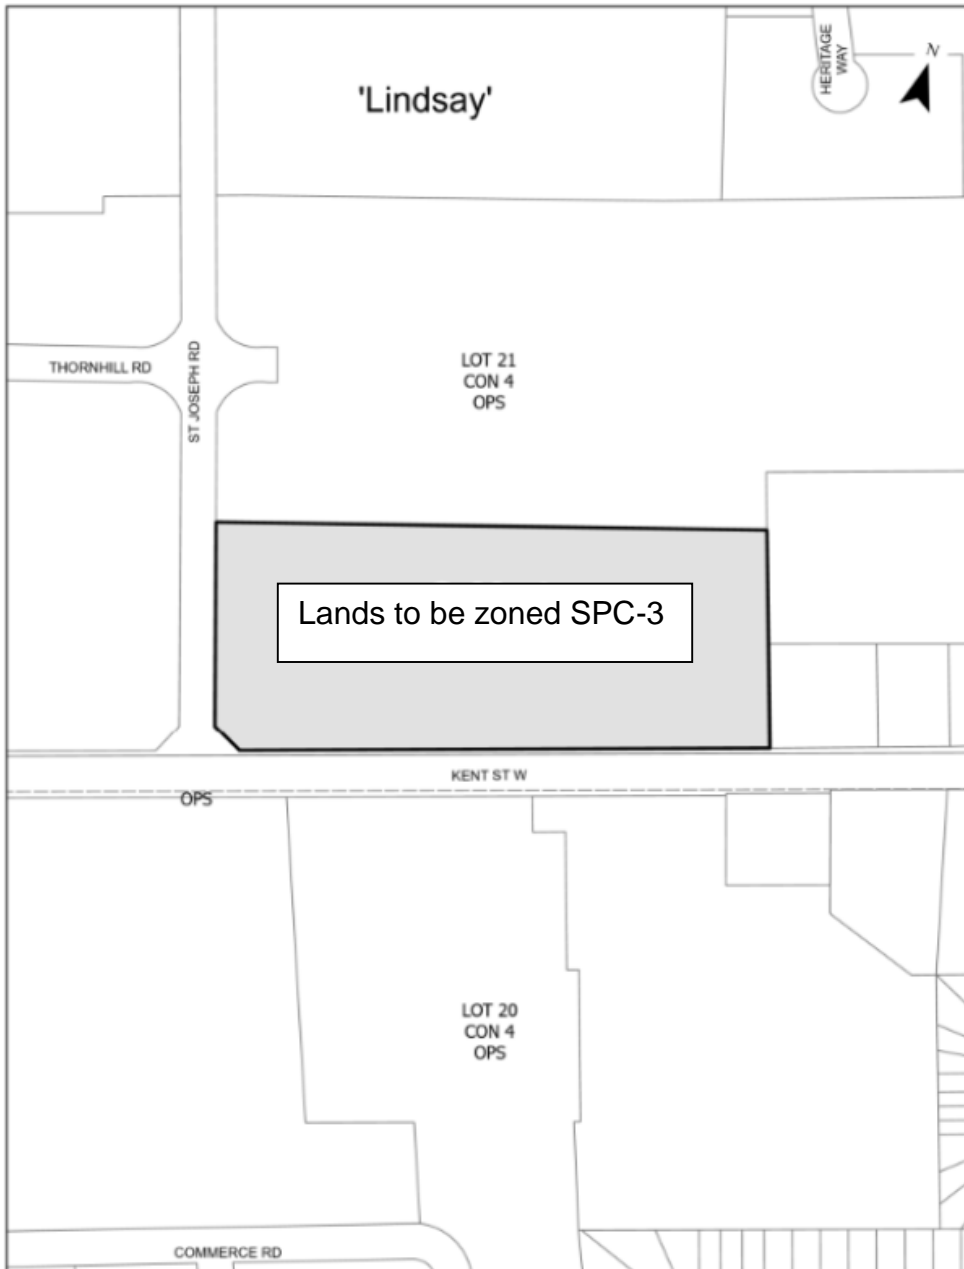 HERITAGE
WAY
N
'Lindsay'
THORNHILL RD
ST JOSEPH RD
LOT 21
CON 4
OPS
Lands to be zoned SPC-3
KENT ST W
OPS
LOT 20
CON 4
OPS
COMMERCE RD